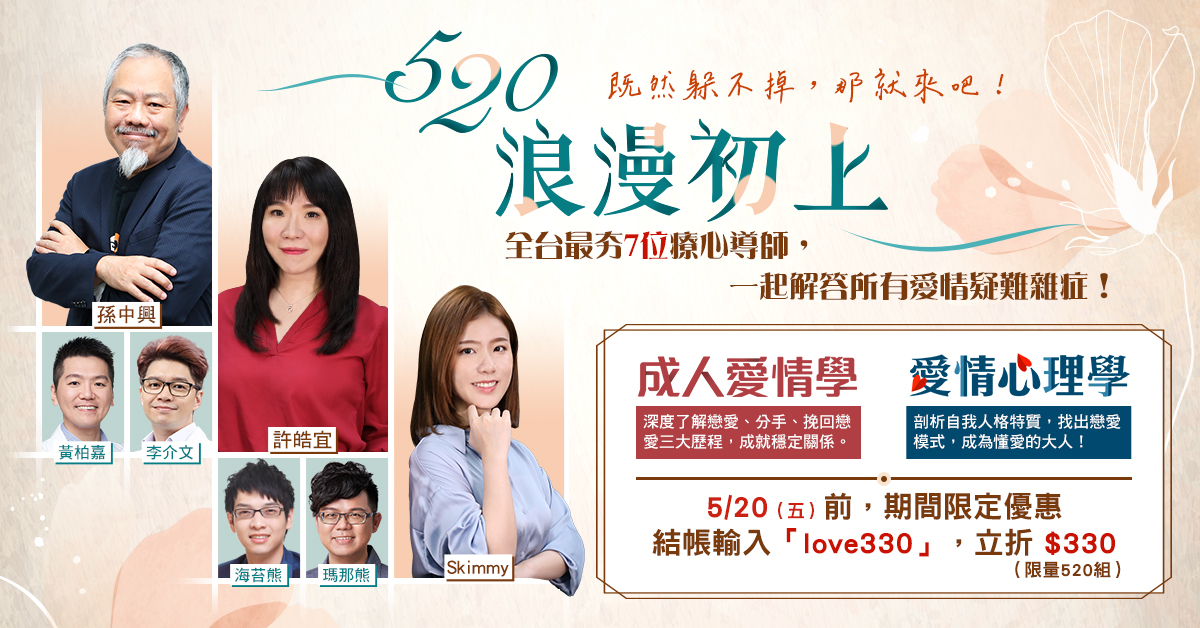 520
既然躲不掉，那就來吧！
浪漫初上
全台最夯7位療心導師，
一起解答所有愛情疑難雜症！
孫中興
許皓宜
黃柏嘉
李介文
海苔熊
瑪那熊
Skimmy
成人愛情學
深度了解戀愛、分手、挽回戀
愛三大歷程，成就穩定關係。
愛情心理學
剖析自我人格特質，找出戀愛
模式，成為懂愛的大人！
5/20（五）前，期間限定優惠
結帳輸入「love330」，立折 $330
（限量520組）